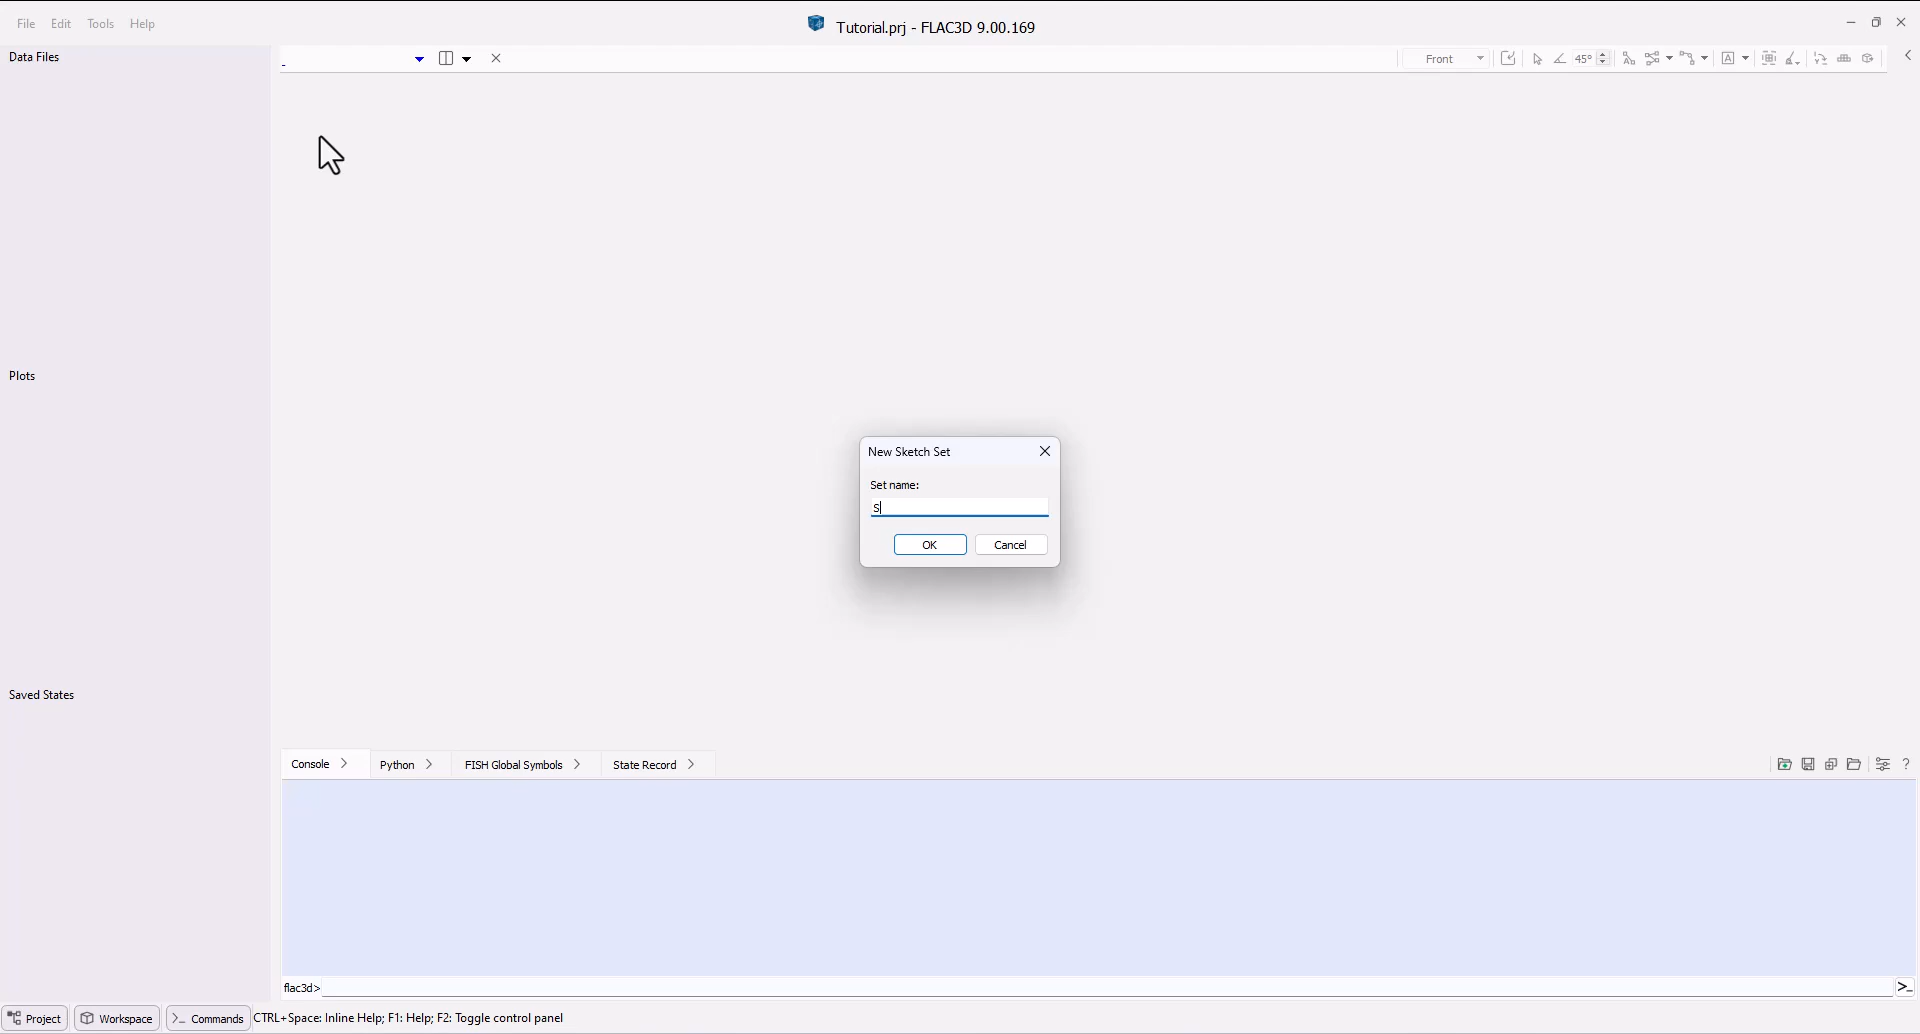 File Edit Tools Help
Tutorial.prj - FLAC3D 9.00.169
Data Files
Front
45°
A
Plots
New Sketch Set
Set name:
S
OK
Cancel
Saved States
Console
Python
FISH Global Symbols
State Record
?
flac3d>
>_
Project
Workspace
>_ Commands
CTRL+Space: Inline Help; F1: Help; F2: Toggle control panel